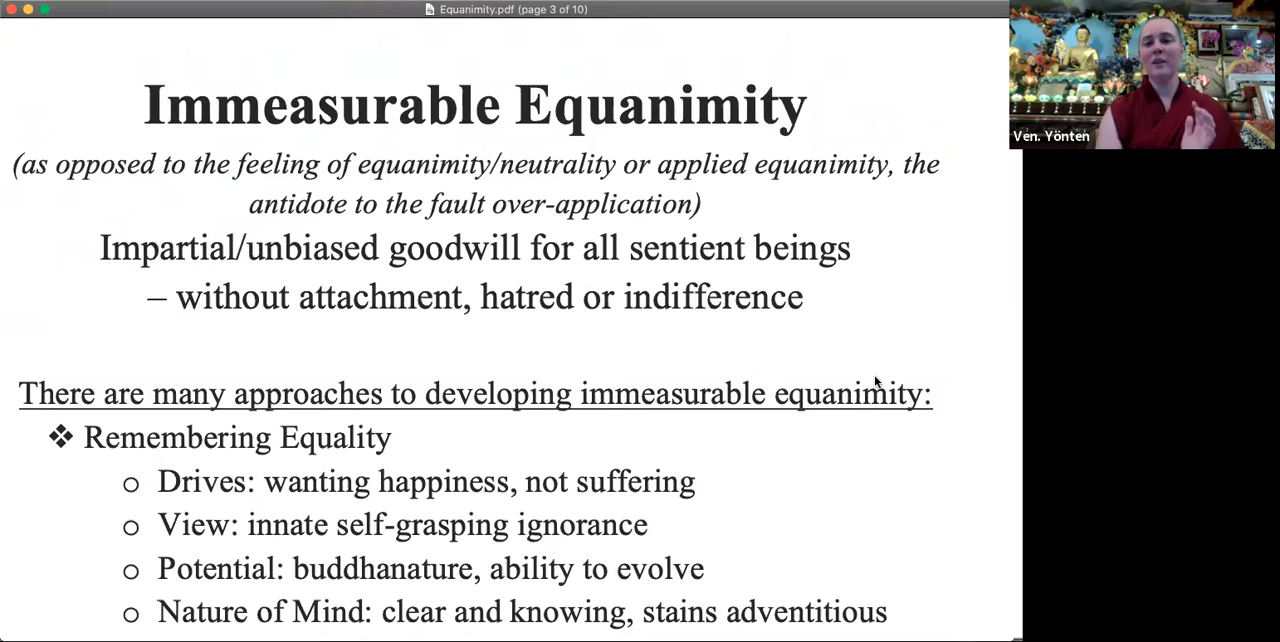 Equanimity.pdf (page 3 of 10)
Immeasurable Equanimity
(as opposed to the feeling of equanimity/neutrality or applied equanimity, the
antidote to the fault over-application)
Impartial/unbiased goodwill for all sentient beings
– without attachment, hatred or indifference
There are many approaches to developing immeasurable equanimity:
❖ Remembering Equality
o Drives: wanting happiness, not suffering
o View: innate self-grasping ignorance
o Potential: buddhanature, ability to evolve
o Nature of Mind: clear and knowing, stains adventitious
Ven. Yönten